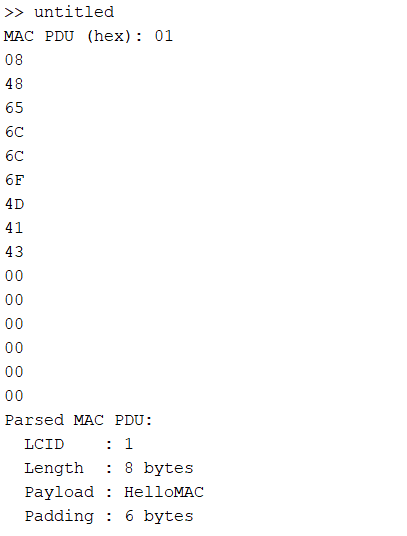 >> untitled
MAC PDU (hex): 01
08
48
65
6C
6C
6F
4D
41
43
00
00
00
00
00
00
Parsed MAC PDU:
  LCID    : 1
  Length  : 8 bytes
  Payload : HelloMAC
  Padding : 6 bytes